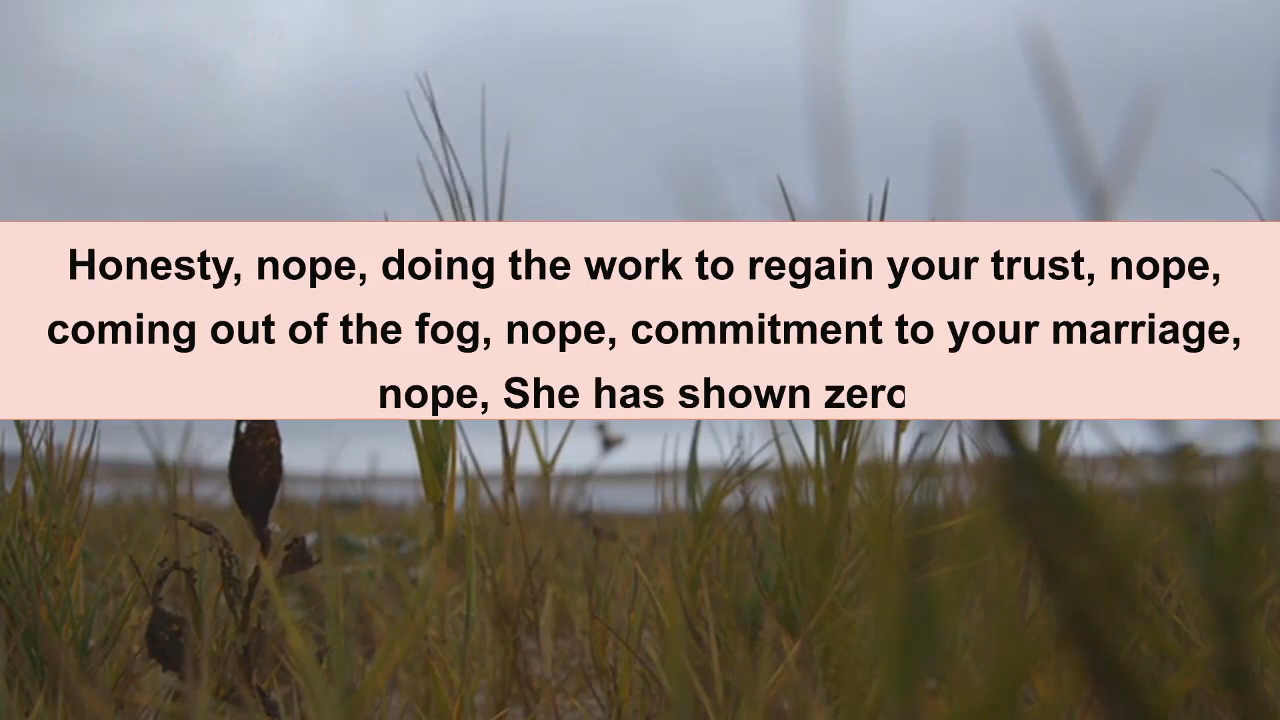 Honesty, nope, doing the work to regain your trust, nope,
coming out of the fog, nope, commitment to your marriage,
nope, She has shown zero